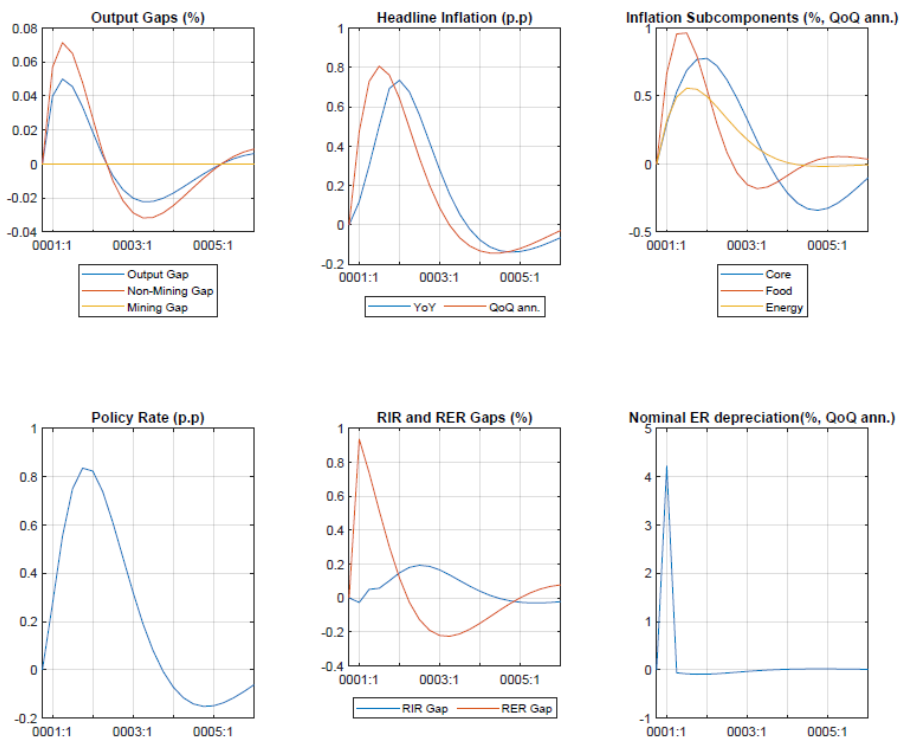 Output Gaps (%)
0.08
0.06
0.04
0.02
0
-0.02
-0.04
0001:1 0003:1 0005:1
Output Gap
Non-Mining Gap
Mining Gap
Headline Inflation (p.p)
1
0.8
0.6
0.4
0.2
0
-0.2
0001:1 0003:1 0005:1
YoY QoQ ann.
Inflation Subcomponents (%, QoQ ann.)
1
0.5
0
-0.5
0001:1 0003:1 0005:1
Core
Food
Energy
Policy Rate (p.p)
1
0.8
0.6
0.4
0.2
0
-0.2
0001:1 0003:1 0005:1
RIR and RER Gaps (%)
1
0.8
0.6
0.4
0.2
0
-0.2
-0.4
0001:1 0003:1 0005:1
RIR Gap RER Gap
Nominal ER depreciation(%, QoQ ann.)
5
4
3
2
1
0
-1
0001:1 0003:1 0005:1